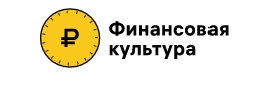 ₽
Финансовая
культура